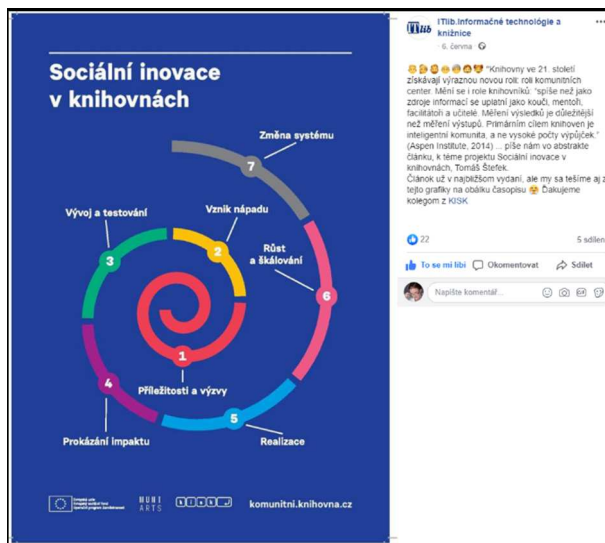 Sociální inovace
v knihovnách
Změna systému
7
Vývoj a testování
Vznik nápadu
3
2
Růst
a škálování
6
1
Příležitosti a výzvy
4
5
Prokázání impaktu
Realizace
MUNI
ARTS
komunitni.knihovna.cz
ITlib
ITlib.Informačné technológie a
knižnice
6. června
"Knihovny ve 21. století
získávají výraznou novou roli: roli komunitních
center. Mění se i role knihovníků: "spíše než jako
zdroje informací se uplatní jako koučí, mentoři,
facilitátoři a učitelé. Měření výsledků je důležitější
než měření výstupů. Primárním cílem knihoven je
inteligentní komunita, a ne vysoké počty výpůjček."
(Aspen Institute, 2014) ... píše nám vo abstrakte
článku, k téme projektu Sociální inovace v
knihovnách, Tomáš Štefek.
Článok už v najbližšom vydaní, ale my sa tešíme aj z
tejto grafiky na obálku časopisu Ďakujeme
kolegom z KISK
22
5 sdílen
To se mi líbí Okomentovat Sdílet
Napište komentář...